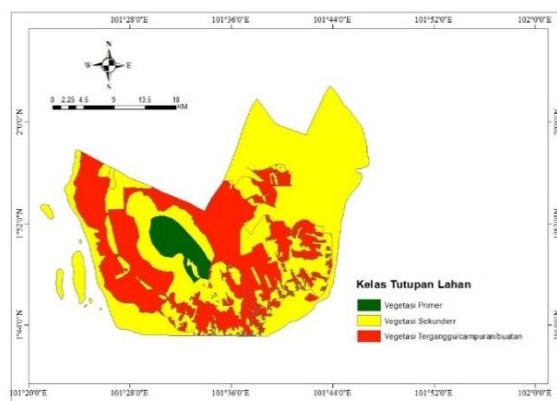 101°28'0"E 101°36'0"E 101°44'0"E 101°52'0"E 102°0'0"E
N
W E
S
0 2.25 4.5 9 13.5 18
KM
2°0'0"N
1°52'0"N
Kelas Tutupan Lahan
Vegetasi Primer
Vegetasi Sekunderr
Vegetasi Terganggu/campuran/buatan
101°20'0"E 101°28'0"E 101°36'0"E 101°44'0"E 101°52'0"E 102°0'0"E